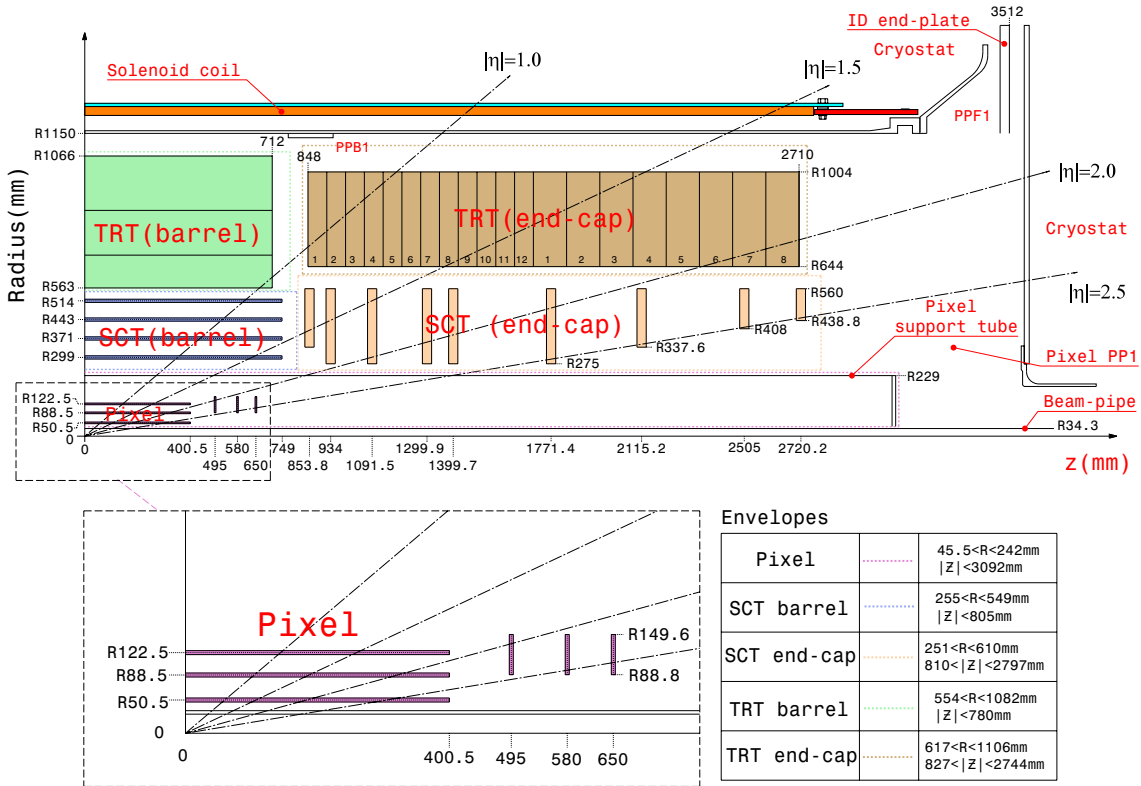 3512
ID end-plate
Cryostat
|η|=1.0
|η|=1.5
Solenoid coil
PPF1
R1150
712
PPB1
R1066
848
2710
R1004
|η|=2.0
TRT(barrel)
TRT(end-cap)
Cryostat
Radius(mm)
1 2 3 4 5 6 7 8 9 10 11 12 1 2 3 4 5 6 7 8
R644
R563
R560
|η|=2.5
R514
R443
SCT(barrel)
SCT (end-cap)
R438.8
R408
Pixel
support tube
R371
R337.6
R299
R275
Pixel PP1
R229
R122.5
R88.5
Pixel
R50.5
Beam-pipe
R34.3
0
0
400.5
495
580
650
749
853.8
934
1091.5
1299.9
1399.7
1771.4
2115.2
2505
2720.2
z(mm)
Pixel
R122.5
R88.5
R50.5
R149.6
R88.8
0
0
400.5
495
580
650
Envelopes
Pixel
45.5<R<242mm
|Z|<3092mm
SCT barrel
255<R<549mm
|Z|<805mm
SCT end-cap
251<R<610mm
810<|Z|<2797mm
TRT barrel
554<R<1082mm
|Z|<780mm
TRT end-cap
617<R<1106mm
827<|Z|<2744mm